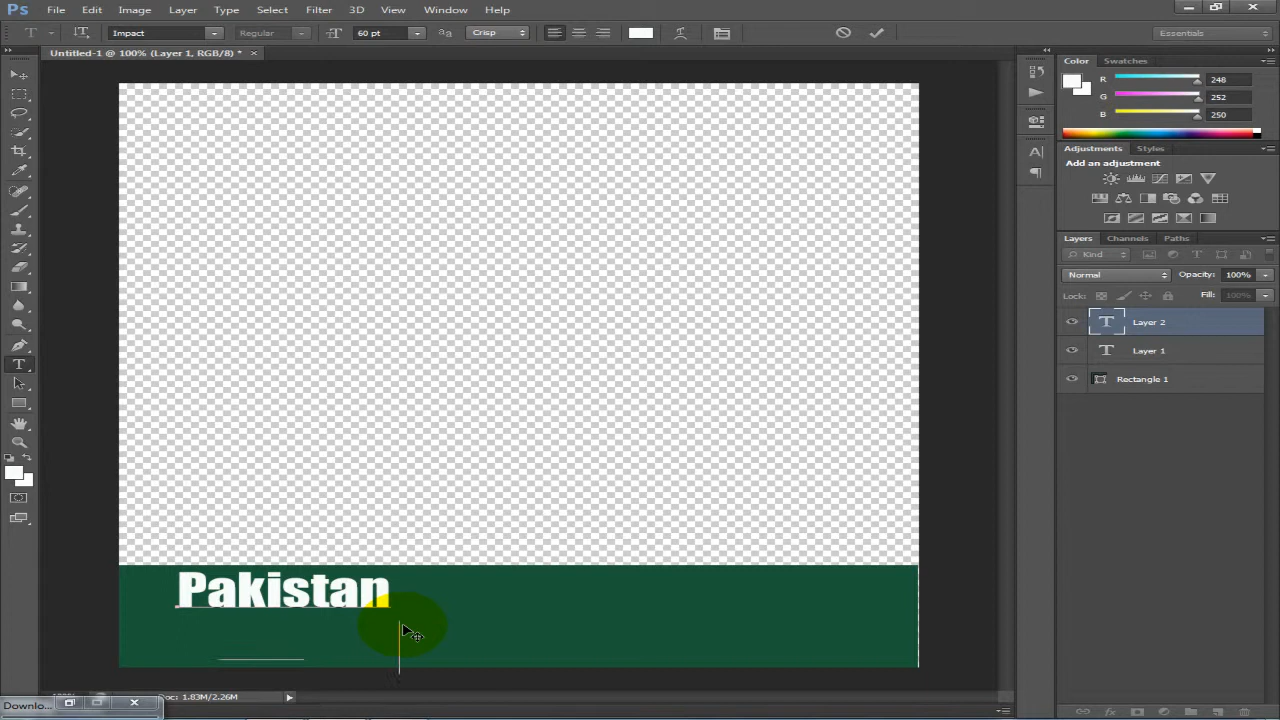 Ps File Edit Image Layer Type Select Filter 3D View Window Help
T Impact Regular 60 pt Crisp Essentials
Untitled-1 @ 100% (Layer 1, RGB/8) *
Color Swatches
R 248
G 252
B 250
Adjustments Styles
Add an adjustment
Layers Channels Paths
Kind
Normal Opacity: 100%
Lock: Fill: 100%
T Layer 2
T Layer 1
Rectangle 1
Pakistan
Downlo... Doc: 1.83M/2.26M